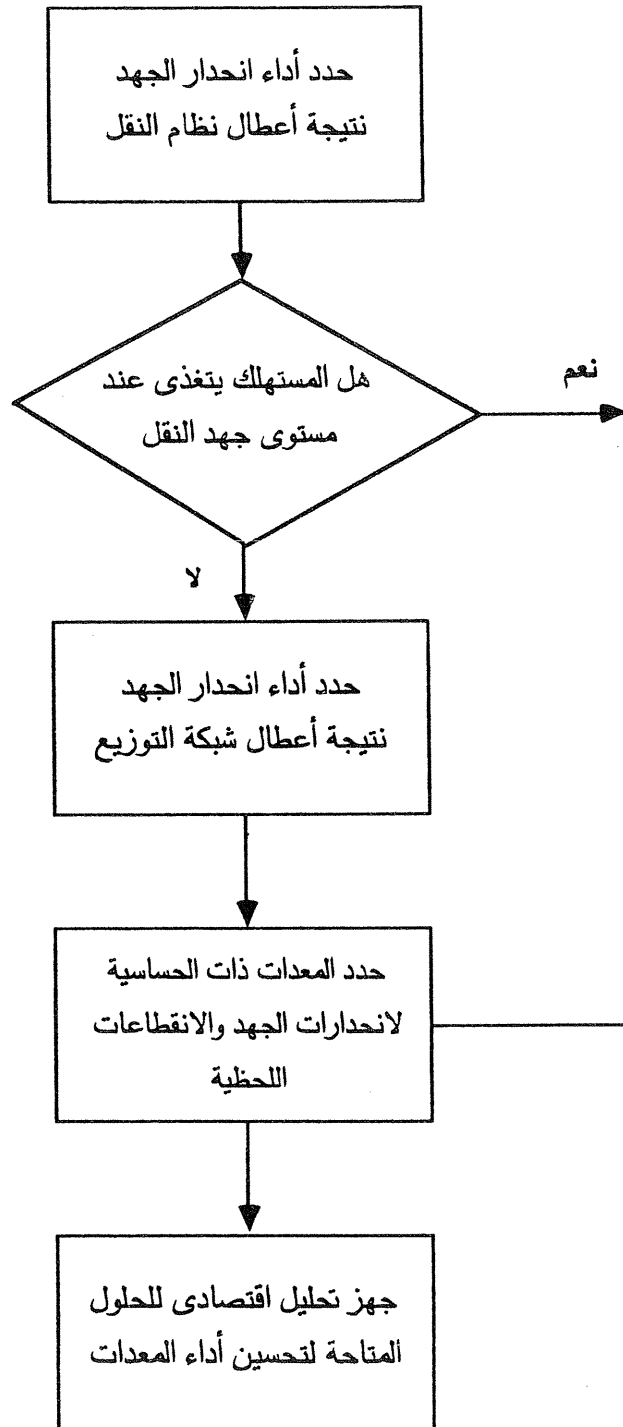 حدد أداء انحدار الجهد
نتيجة أعطال نظام النقل
هل المستهلك يتغذى عند
مستوى جهد النقل
نعم
لا
حدد أداء انحدار الجهد
نتيجة أعطال شبكة التوزيع
حدد المعدات ذات الحساسية
لانحدارات الجهد والانقطاعات
اللحظية
جهز تحليل اقتصادى للحلول
المتاحة لتحسين أداء المعدات